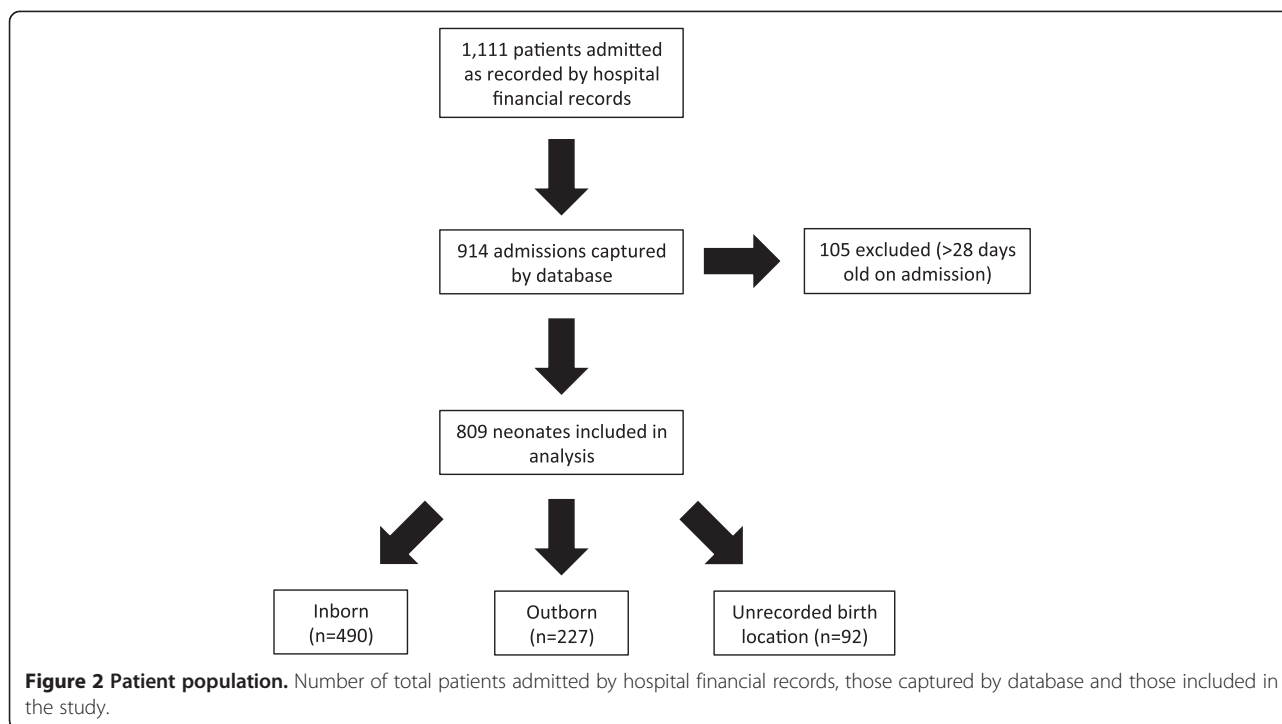 1,111 patients admitted
as recorded by hospital
financial records
914 admissions captured
by database
105 excluded (>28 days
old on admission)
809 neonates included in
analysis
Inborn
(n=490)
Outborn
(n=227)
Unrecorded birth
location (n=92)
Figure 2 Patient population. Number of total patients admitted by hospital financial records, those captured by database and those included in
the study.